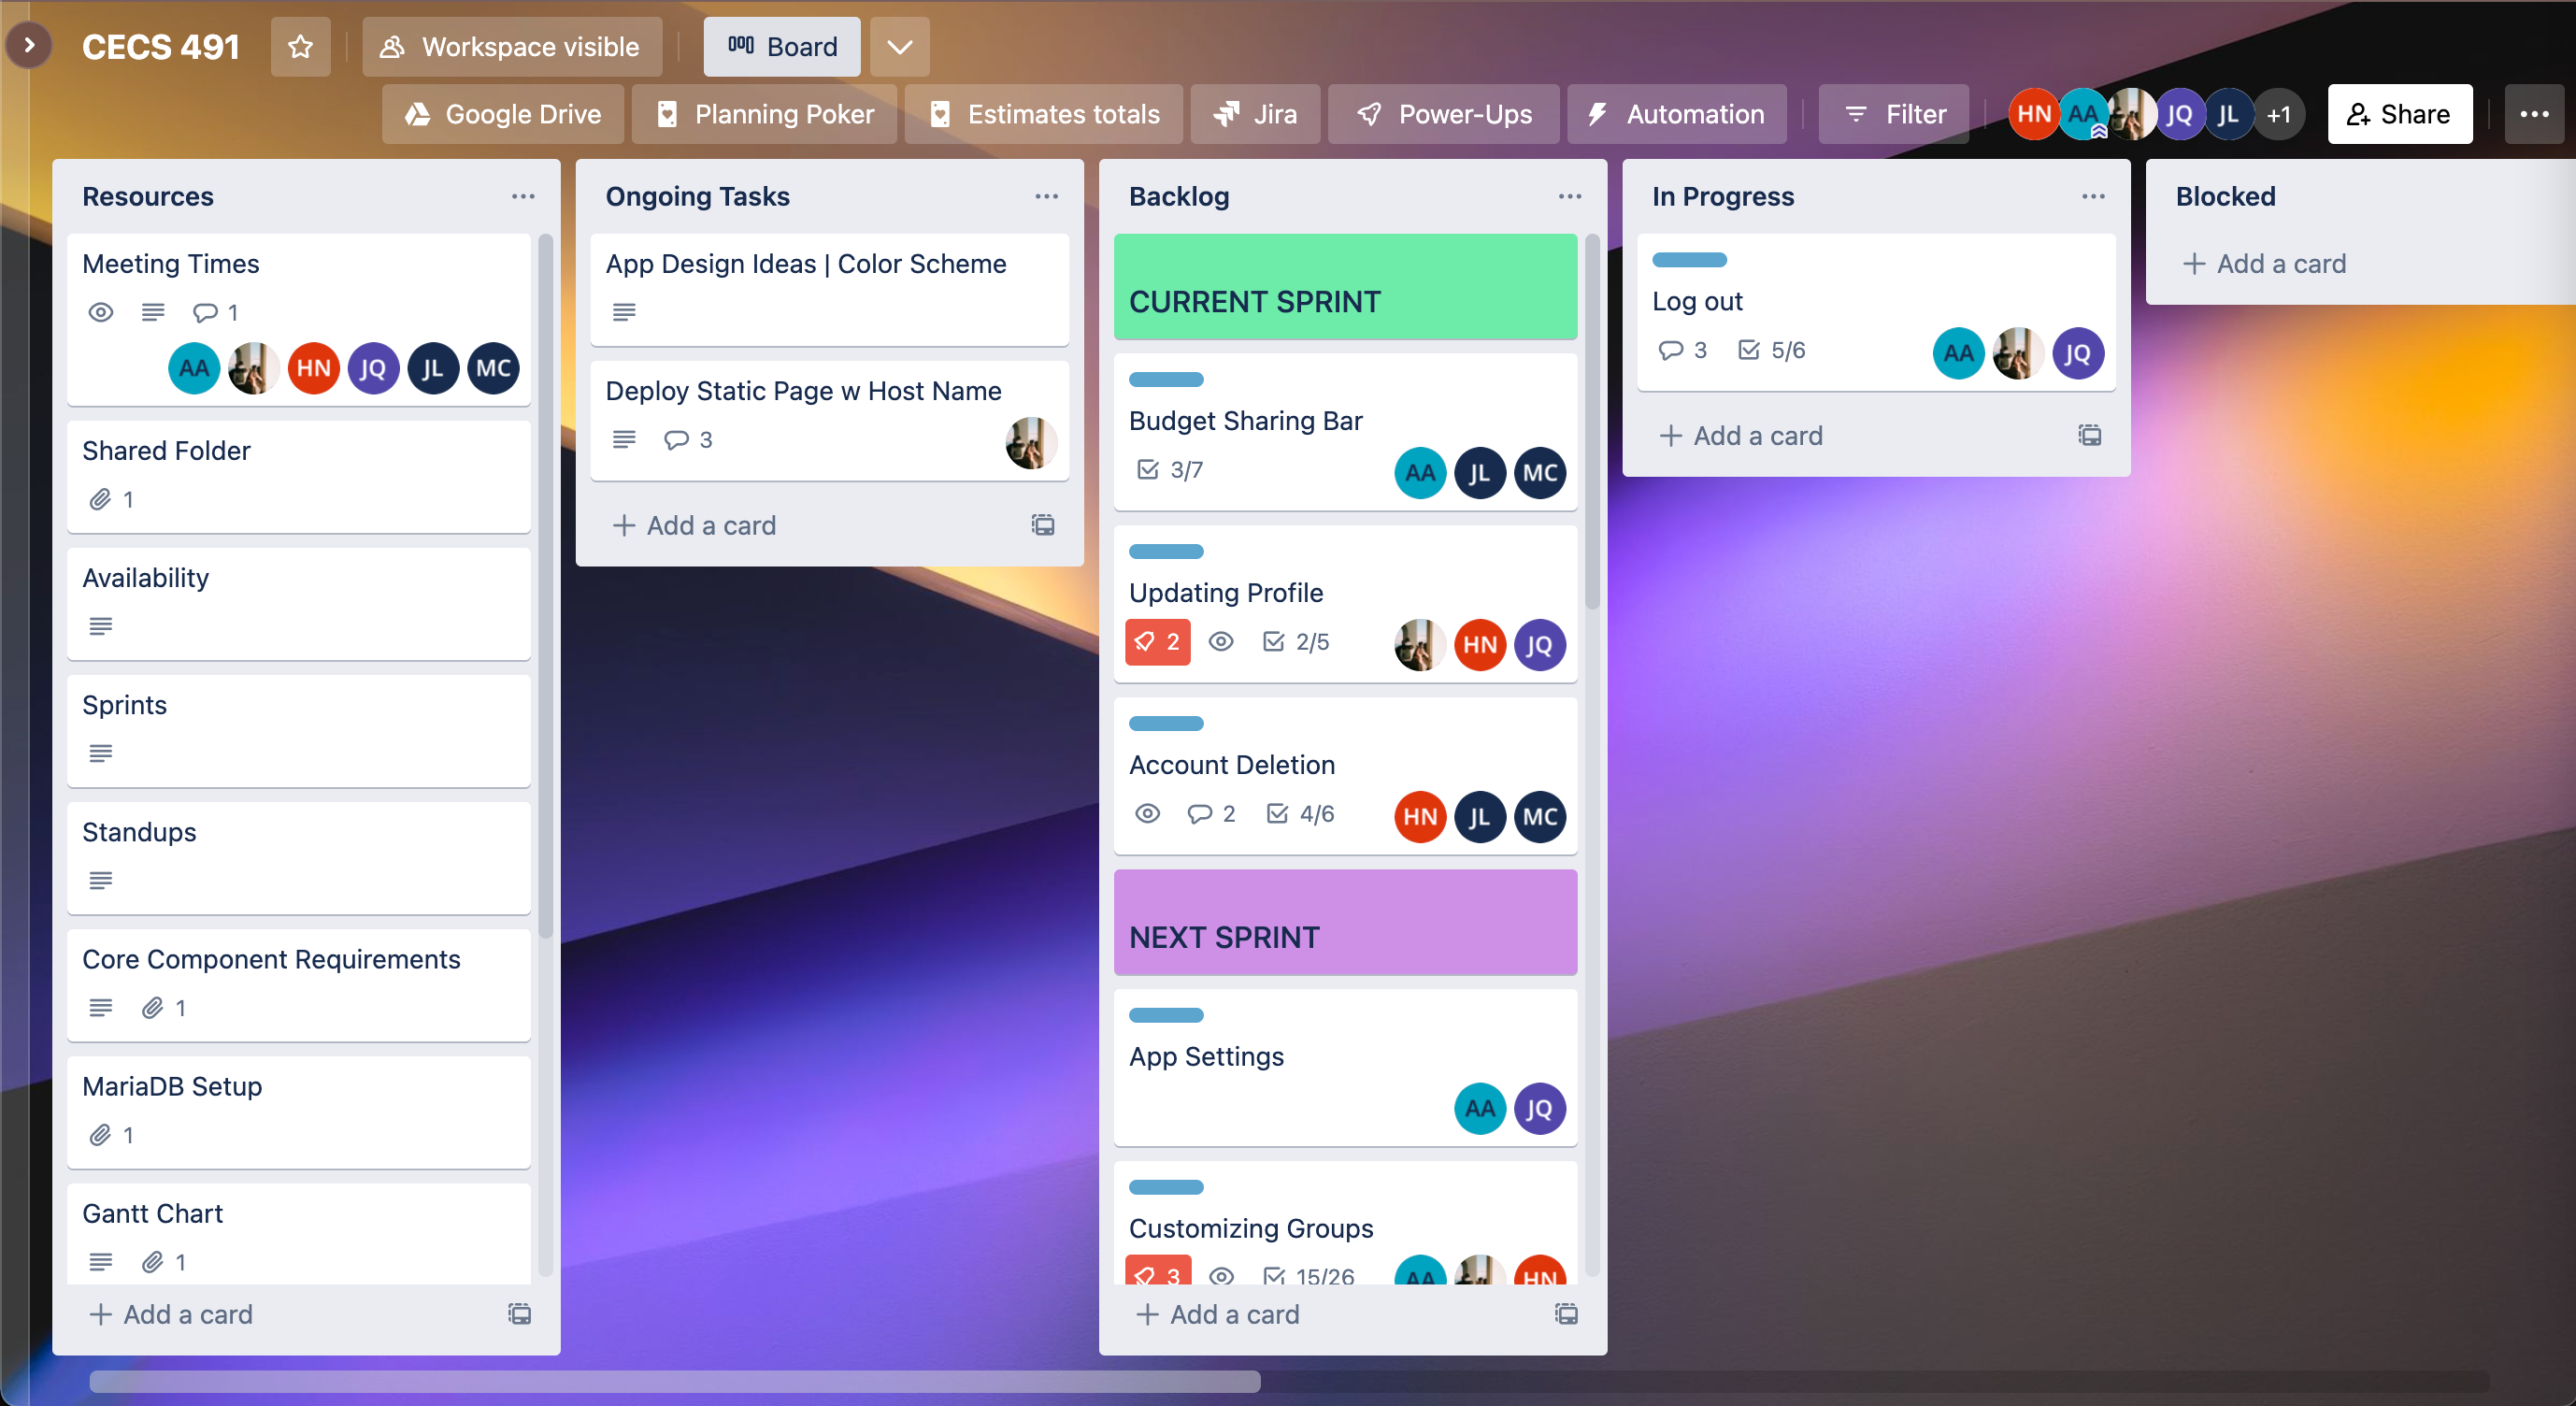 CECS 491
Workspace visible
Board
Google Drive
Planning Poker
Estimates totals
Jira
Power-Ups
Automation
Filter
HN
AA
JQ
JL
+1
Share
Resources
Meeting Times
1
AA
HN
JQ
JL
MC
Shared Folder
1
Availability
Sprints
Standups
Core Component Requirements
1
MariaDB Setup
1
Gantt Chart
1
Add a card
Ongoing Tasks
App Design Ideas | Color Scheme
Deploy Static Page w Host Name
3
Add a card
Backlog
CURRENT SPRINT
Budget Sharing Bar
3/7
AA
JL
MC
Updating Profile
2
2/5
HN
JQ
Account Deletion
2
4/6
HN
JL
MC
NEXT SPRINT
App Settings
AA
JQ
Customizing Groups
3
15/26
AA
HN
Add a card
In Progress
Log out
3
5/6
AA
JQ
Add a card
Blocked
Add a card